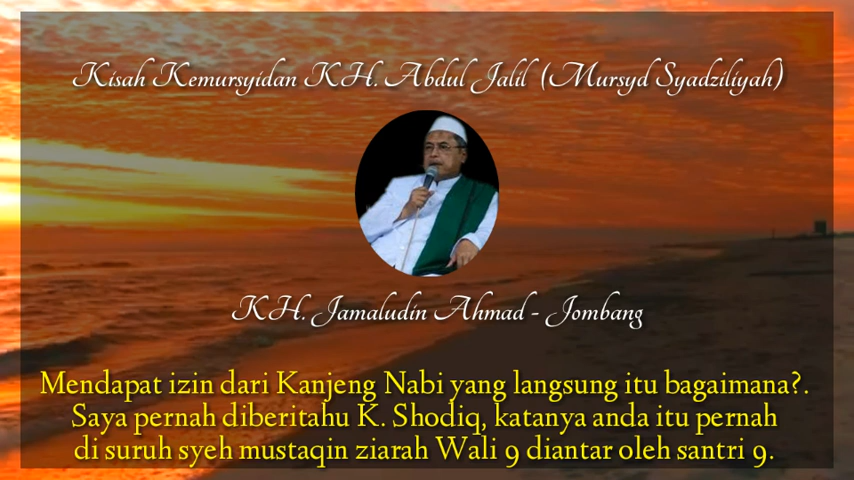 Kisah Kemursyidan KH. Abdul Jalil (Mursyd Syadziliyah)
KH. Jamaludin Ahmad - Jombang
Mendapat izin dari Kanjeng Nabi yang langsung itu bagaimana?.
Saya pernah diberitahu K. Shodiq, katanya anda itu pernah
di suruh syeh mustaqin ziarah Wali 9 diantar oleh santri 9.